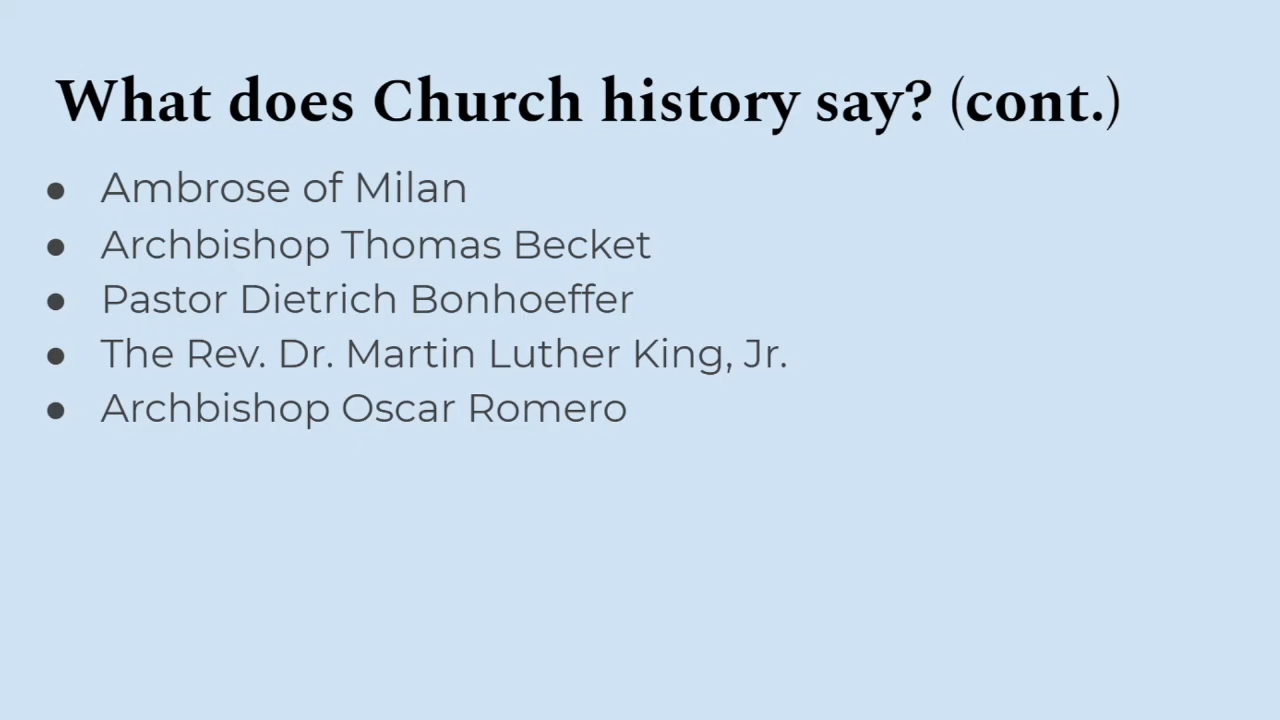 What does Church history say? (cont.)
● Ambrose of Milan
● Archbishop Thomas Becket
● Pastor Dietrich Bonhoeffer
● The Rev. Dr. Martin Luther King, Jr.
● Archbishop Oscar Romero